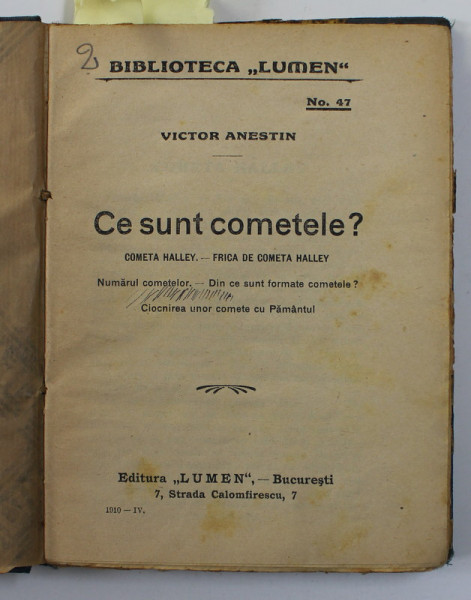 2
BIBLIOTECA „LUMEN“
No. 47
VICTOR ANESTIN
Ce sunt cometele?
COMETA HALLEY. — FRICA DE COMETA HALLEY
Numărul cometelor. — Din ce sunt formate cometele?
Ciocnirea unor comete cu Pământul
Editura „LUMEN“, — București
7, Strada Calomfirescu, 7
1910 — IV.